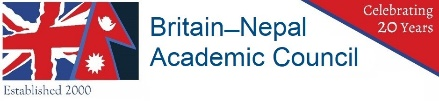 Britain–Nepal
Academic Council
Established 2000
Celebrating
20 Years